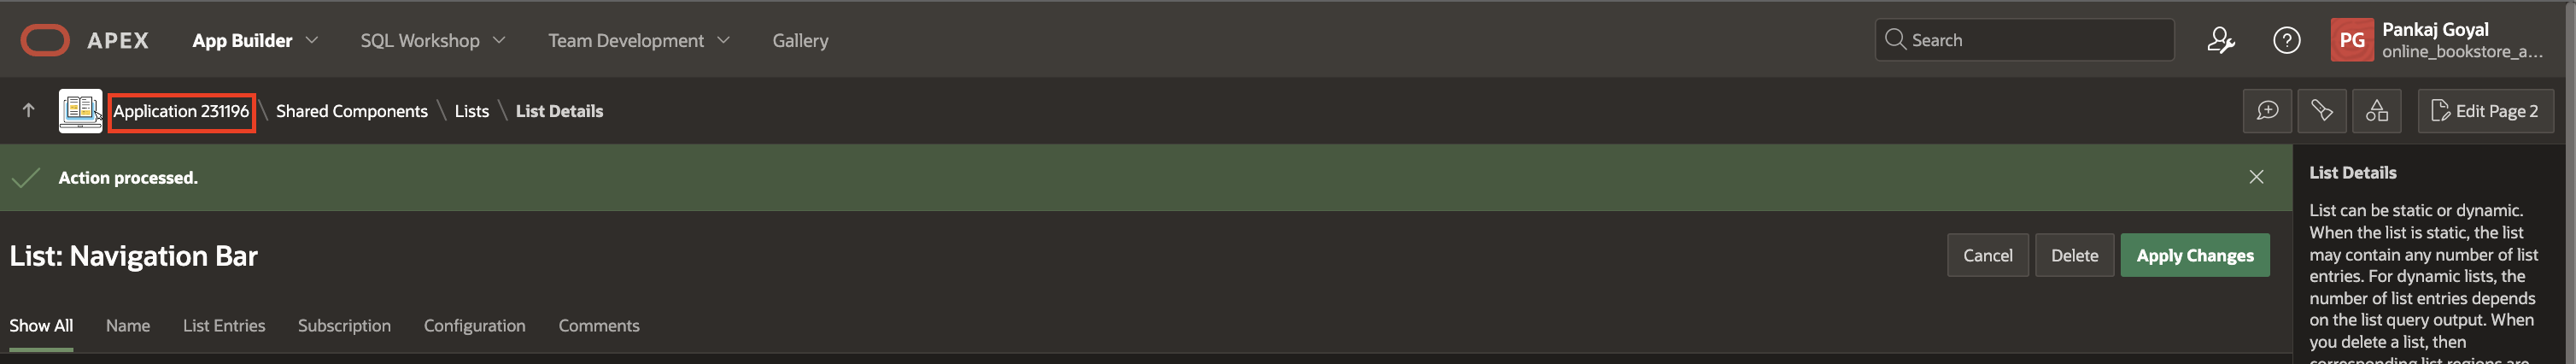 APEX App Builder SQL Workshop Team Development Gallery Search ? PG Pankaj Goyal
online_bookstore_a...
Application 231196 \ Shared Components \ Lists \ List Details Edit Page 2
Action processed.
List: Navigation Bar Cancel Delete Apply Changes
Show All Name List Entries Subscription Configuration Comments
List Details
List can be static or dynamic.
When the list is static, the list
may contain any number of list
entries. For dynamic lists, the
number of list entries depends
on the list query output. When
you delete a list, then
corresponding list regions are